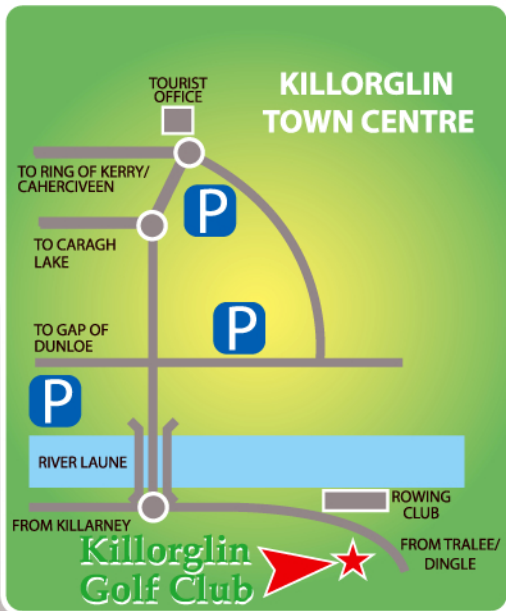 KILLORGLIN
TOWN CENTRE
TOURIST
OFFICE
TO RING OF KERRY/
CAHERCIVEEN
P
TO CARAGH
LAKE
TO GAP OF
DUNLOE
P
P
RIVER LAUNE
ROWING
CLUB
FROM KILLARNEY
FROM TRALEE/
DINGLE
Killorglin
Golf Club